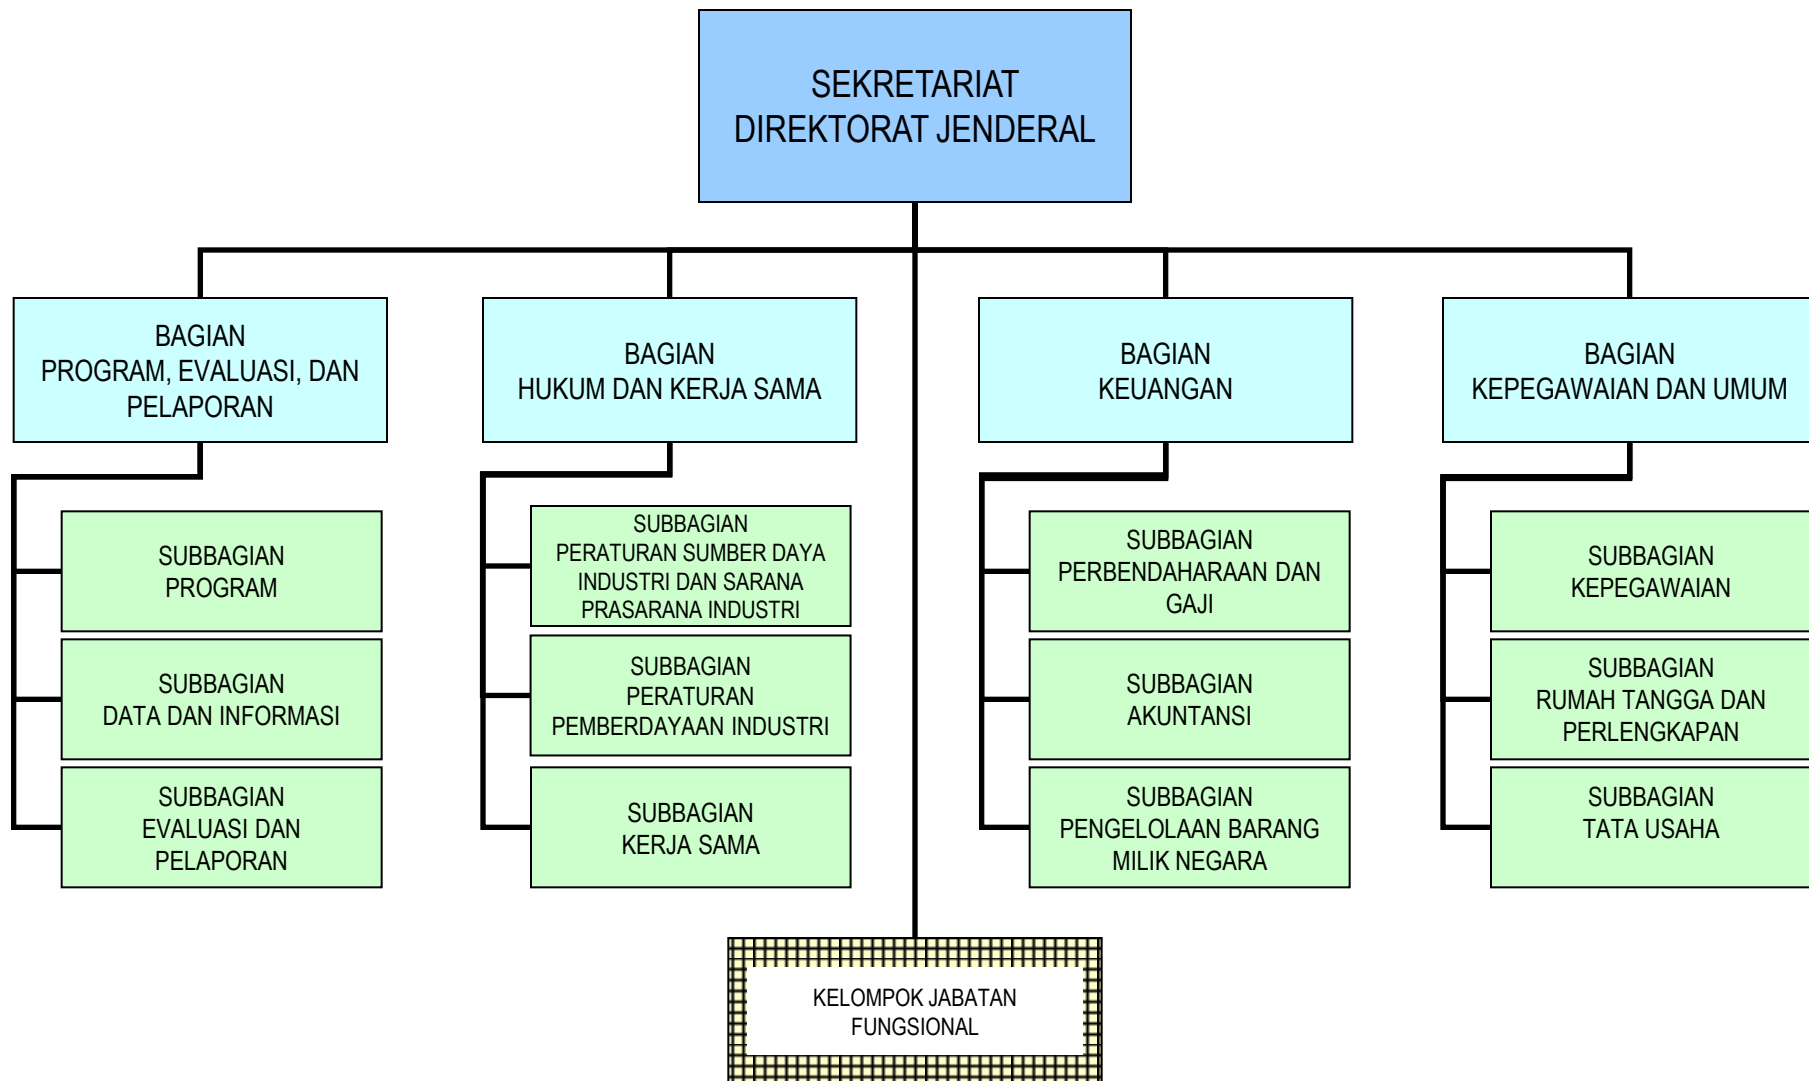 SEKRETARIAT
DIREKTORAT JENDERAL
BAGIAN
PROGRAM, EVALUASI, DAN
PELAPORAN
BAGIAN
HUKUM DAN KERJA SAMA
BAGIAN
KEUANGAN
BAGIAN
KEPEGAWAIAN DAN UMUM
SUBBAGIAN
PROGRAM
SUBBAGIAN
DATA DAN INFORMASI
SUBBAGIAN
EVALUASI DAN
PELAPORAN
SUBBAGIAN
PERATURAN SUMBER DAYA
INDUSTRI DAN SARANA
PRASARANA INDUSTRI
SUBBAGIAN
PERATURAN
PEMBERDAYAAN INDUSTRI
SUBBAGIAN
KERJA SAMA
SUBBAGIAN
PERBENDAHARAAN DAN
GAJI
SUBBAGIAN
AKUNTANSI
SUBBAGIAN
PENGELOLAAN BARANG
MILIK NEGARA
SUBBAGIAN
KEPEGAWAIAN
SUBBAGIAN
RUMAH TANGGA DAN
PERLENGKAPAN
SUBBAGIAN
TATA USAHA
KELOMPOK JABATAN
FUNGSIONAL